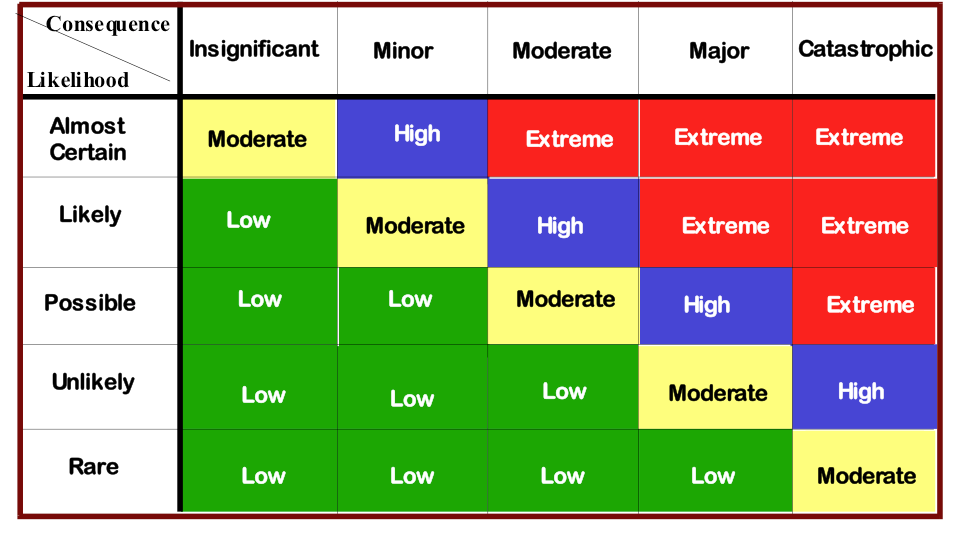 Consequence
Likelihood
Insignificant Minor Moderate Major Catastrophic
Almost
Certain
Moderate High Extreme Extreme Extreme
Likely Low Moderate High Extreme Extreme
Possible Low Low Moderate High Extreme
Unlikely Low Low Low Moderate High
Rare Low Low Low Low Moderate